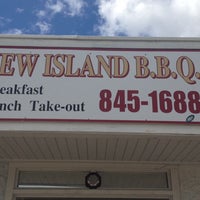 EW ISLAND B.B.Q.
eakfast
nch Take-out 845-1688